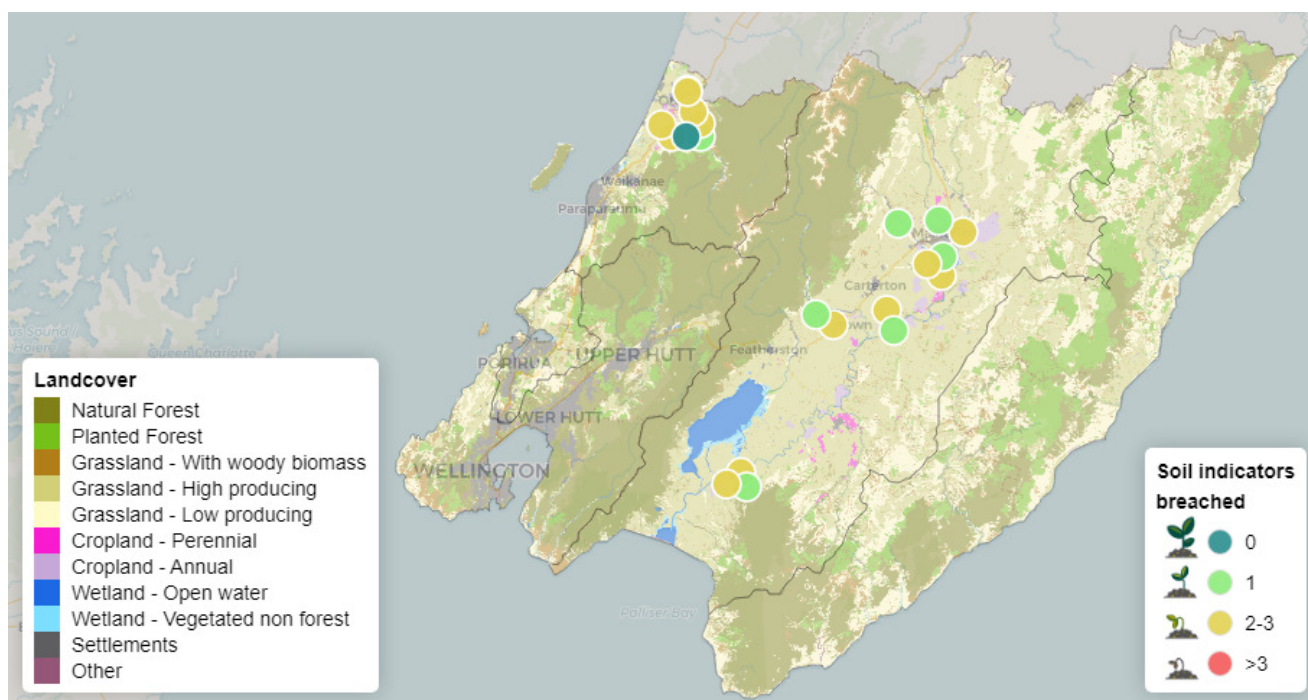 Waikanae
Paraparaumu
Carterton
Featherston
UPPER HUTT
PORIRUA
LOWER HUTT
WELLINGTON
Queen Charlotte
Palliser Bay
Landcover
Natural Forest
Planted Forest
Grassland - With woody biomass
Grassland - High producing
Grassland - Low producing
Cropland - Perennial
Cropland - Annual
Wetland - Open water
Wetland - Vegetated non forest
Settlements
Other
Soil indicators
breached
0
1
2-3
>3